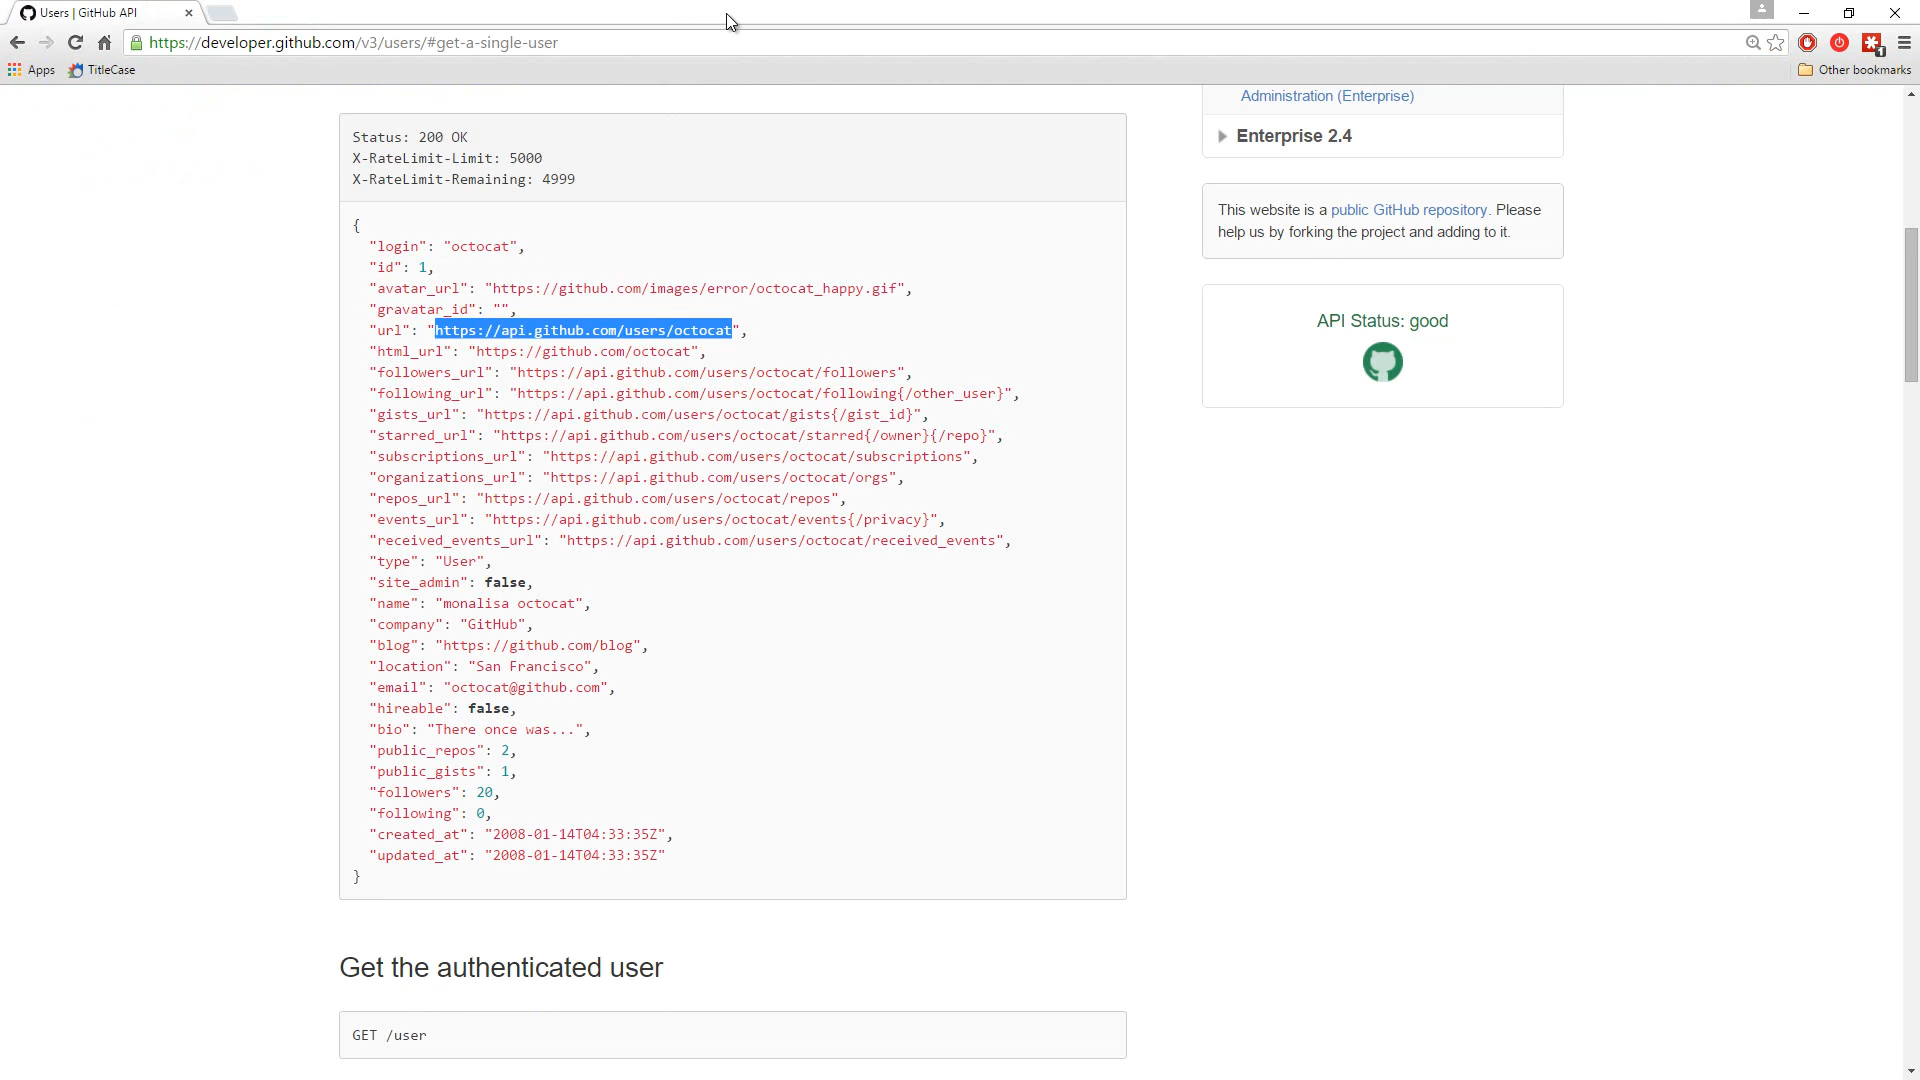 Users | GitHub API
https://developer.github.com/v3/users/#get-a-single-user
1
Apps
TitleCase
Other bookmarks
Administration (Enterprise)
Enterprise 2.4
This website is a public GitHub repository. Please
help us by forking the project and adding to it.
API Status: good
Status: 200 OK
X-RateLimit-Limit: 5000
X-RateLimit-Remaining: 4999
{
"login": "octocat",
"id": 1,
"avatar_url": "https://github.com/images/error/octocat_happy.gif",
"gravatar_id": "",
"url": "https://api.github.com/users/octocat",
"html_url": "https://github.com/octocat",
"followers_url": "https://api.github.com/users/octocat/followers",
"following_url": "https://api.github.com/users/octocat/following{/other_user}",
"gists_url": "https://api.github.com/users/octocat/gists{/gist_id}",
"starred_url": "https://api.github.com/users/octocat/starred{/owner}{/repo}",
"subscriptions_url": "https://api.github.com/users/octocat/subscriptions",
"organizations_url": "https://api.github.com/users/octocat/orgs",
"repos_url": "https://api.github.com/users/octocat/repos",
"events_url": "https://api.github.com/users/octocat/events{/privacy}",
"received_events_url": "https://api.github.com/users/octocat/received_events",
"type": "User",
"site_admin": false,
"name": "monalisa octocat",
"company": "GitHub",
"blog": "https://github.com/blog",
"location": "San Francisco",
"email": "octocat@github.com",
"hireable": false,
"bio": "There once was...",
"public_repos": 2,
"public_gists": 1,
"followers": 20,
"following": 0,
"created_at": "2008-01-14T04:33:35Z",
"updated_at": "2008-01-14T04:33:35Z"
}
Get the authenticated user
GET /user